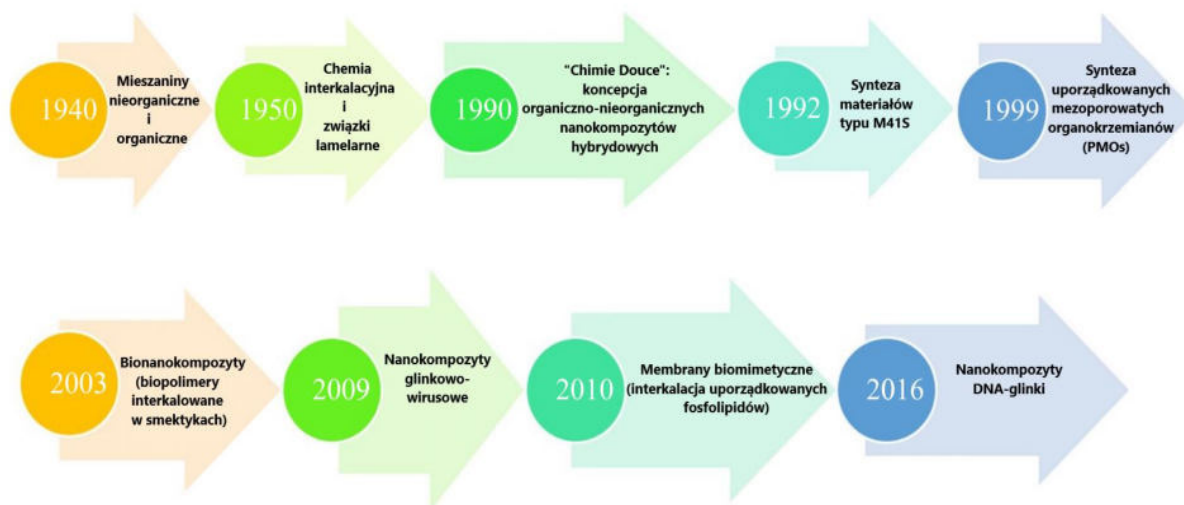 1940
Mieszaniny
nieorganiczne
i
organiczne
1950
Chemia
interkalacyjna
i
związki
lamelarne
1990
"Chimie Douce":
koncepcja
organiczno-nieorganicznych
nanokompozytów
hybrydowych
1992
Synteza
materiałów
typu M41S
1999
Synteza
uporządkowanych
mezoporowatych
organokrzemianów
(PMOs)
2003
Bionanokompozyty
(biopolimery
interkalowane
w smektykach)
2009
Nanokompozyty
glinkowo-
wirusowe
2010
Membrany biomimetyczne
(interkalacja uporządkowanych
fosfolipidów)
2016
Nanokompozyty
DNA-glinki